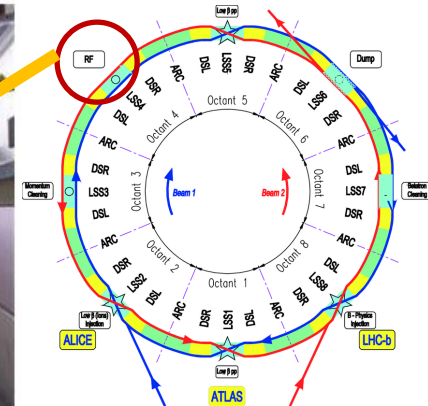 Low β pp
RF
Dump
DSL
LSS5
DSR
ARC
ARC
DSR
LSS4
DSL
DSL
LSS6
DSR
Octant 5
Octant 4
Octant 6
ARC
ARC
Momentum
Cleaning
DSR
LSS3
DSL
Octant 3
Beam 1
Beam 2
Octant 7
DSL
LSS7
DSR
Betatron
Cleaning
ARC
ARC
Octant 2
Octant 8
Octant 1
DSR
LSS2
DSL
DSL
LSS8
DSR
ARC
DSR
LSS1
DSL
ARC
Low β (Ions)
Injection
B - Physics
Injection
ALICE
LHC-b
Low β pp
ATLAS